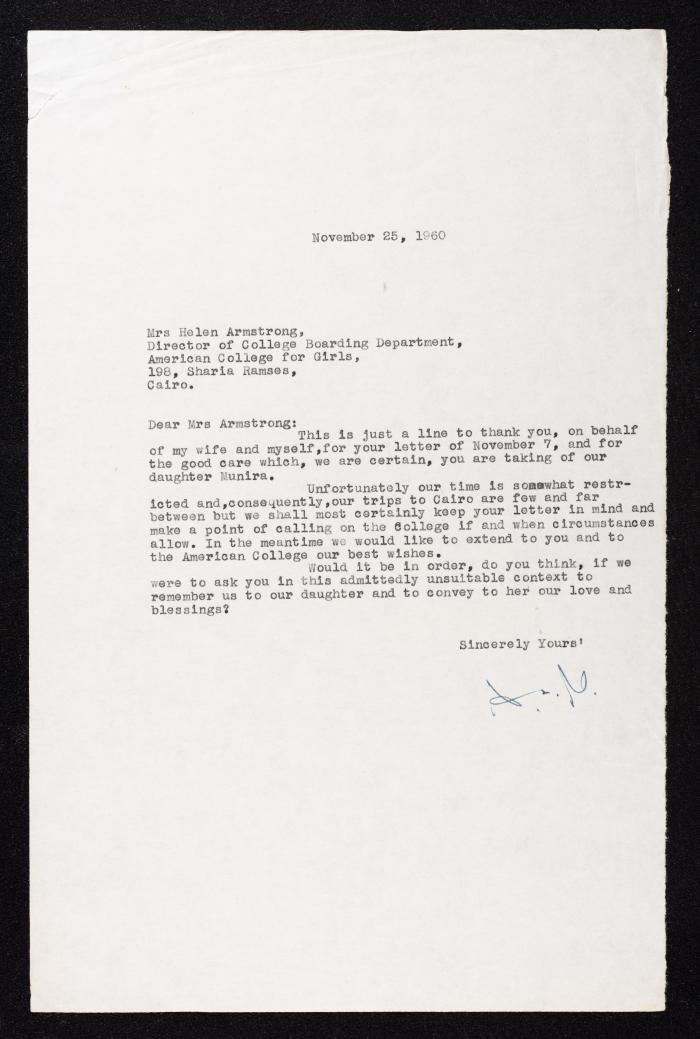 November 25, 1960
Mrs Helen Armstrong,
Director of College Boarding Department,
American College for Girls,
198, Sharia Ramses,
Cairo.
Dear Mrs Armstrong:
This is just a line to thank you, on behalf
of my wife and myself,for your letter of November 7, and for
the good care which, we are certain, you are taking of our
daughter Munira.
Unfortunately our time is somewhat restr-
icted and,consequently,our trips to Cairo are few and far
between but we shall most certainly keep your letter in mind and
make a point of calling on the College if and when circumstances
allow. In the meantime we would like to extend to you and to
the American College our best wishes.
Would it be in order, do you think, if we
were to ask you in this admittedly unsuitable context to
remember us to our daughter and to convey to her our love and
blessings?
Sincerely Yours'